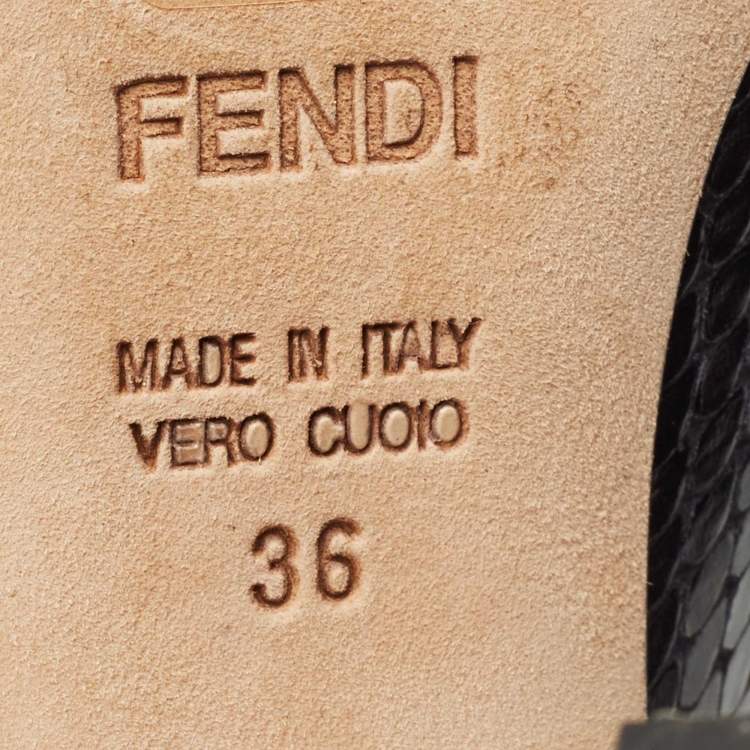 FENDI
MADE IN ITALY
VERO CUOIO
36